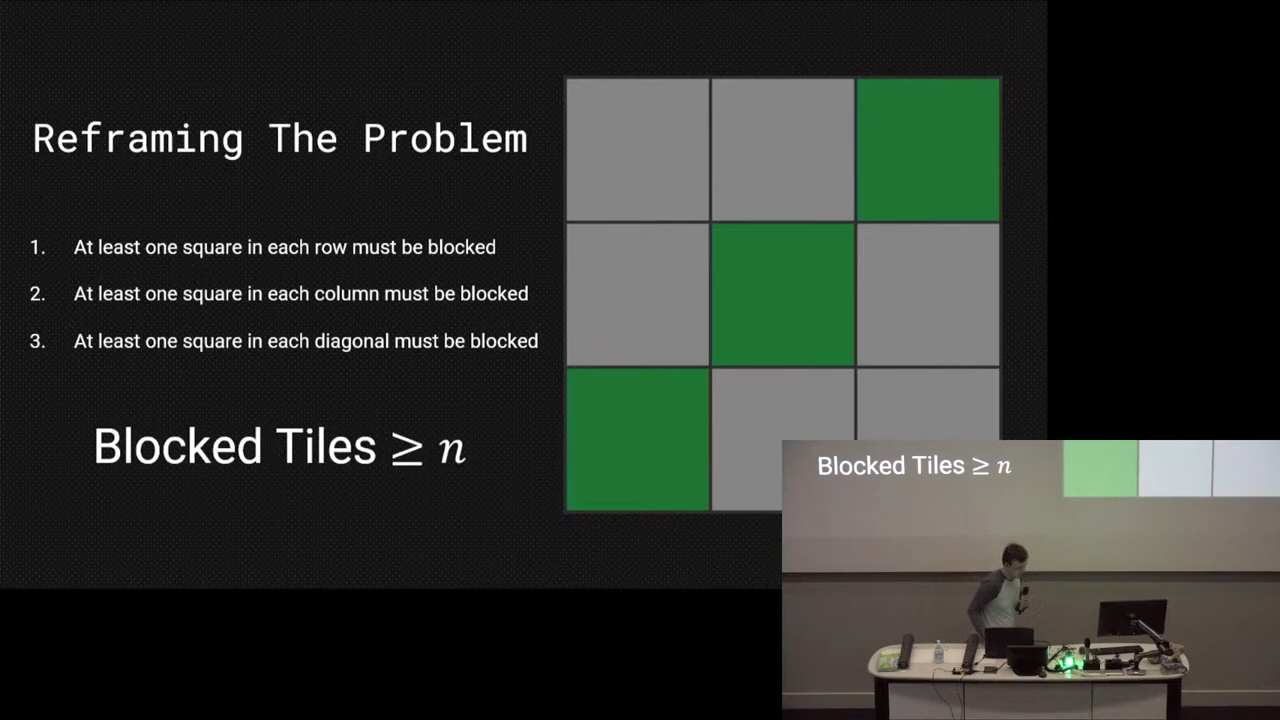 Reframing The Problem
1. At least one square in each row must be blocked
2. At least one square in each column must be blocked
3. At least one square in each diagonal must be blocked
Blocked Tiles ≥ n
Blocked Tiles ≥ n